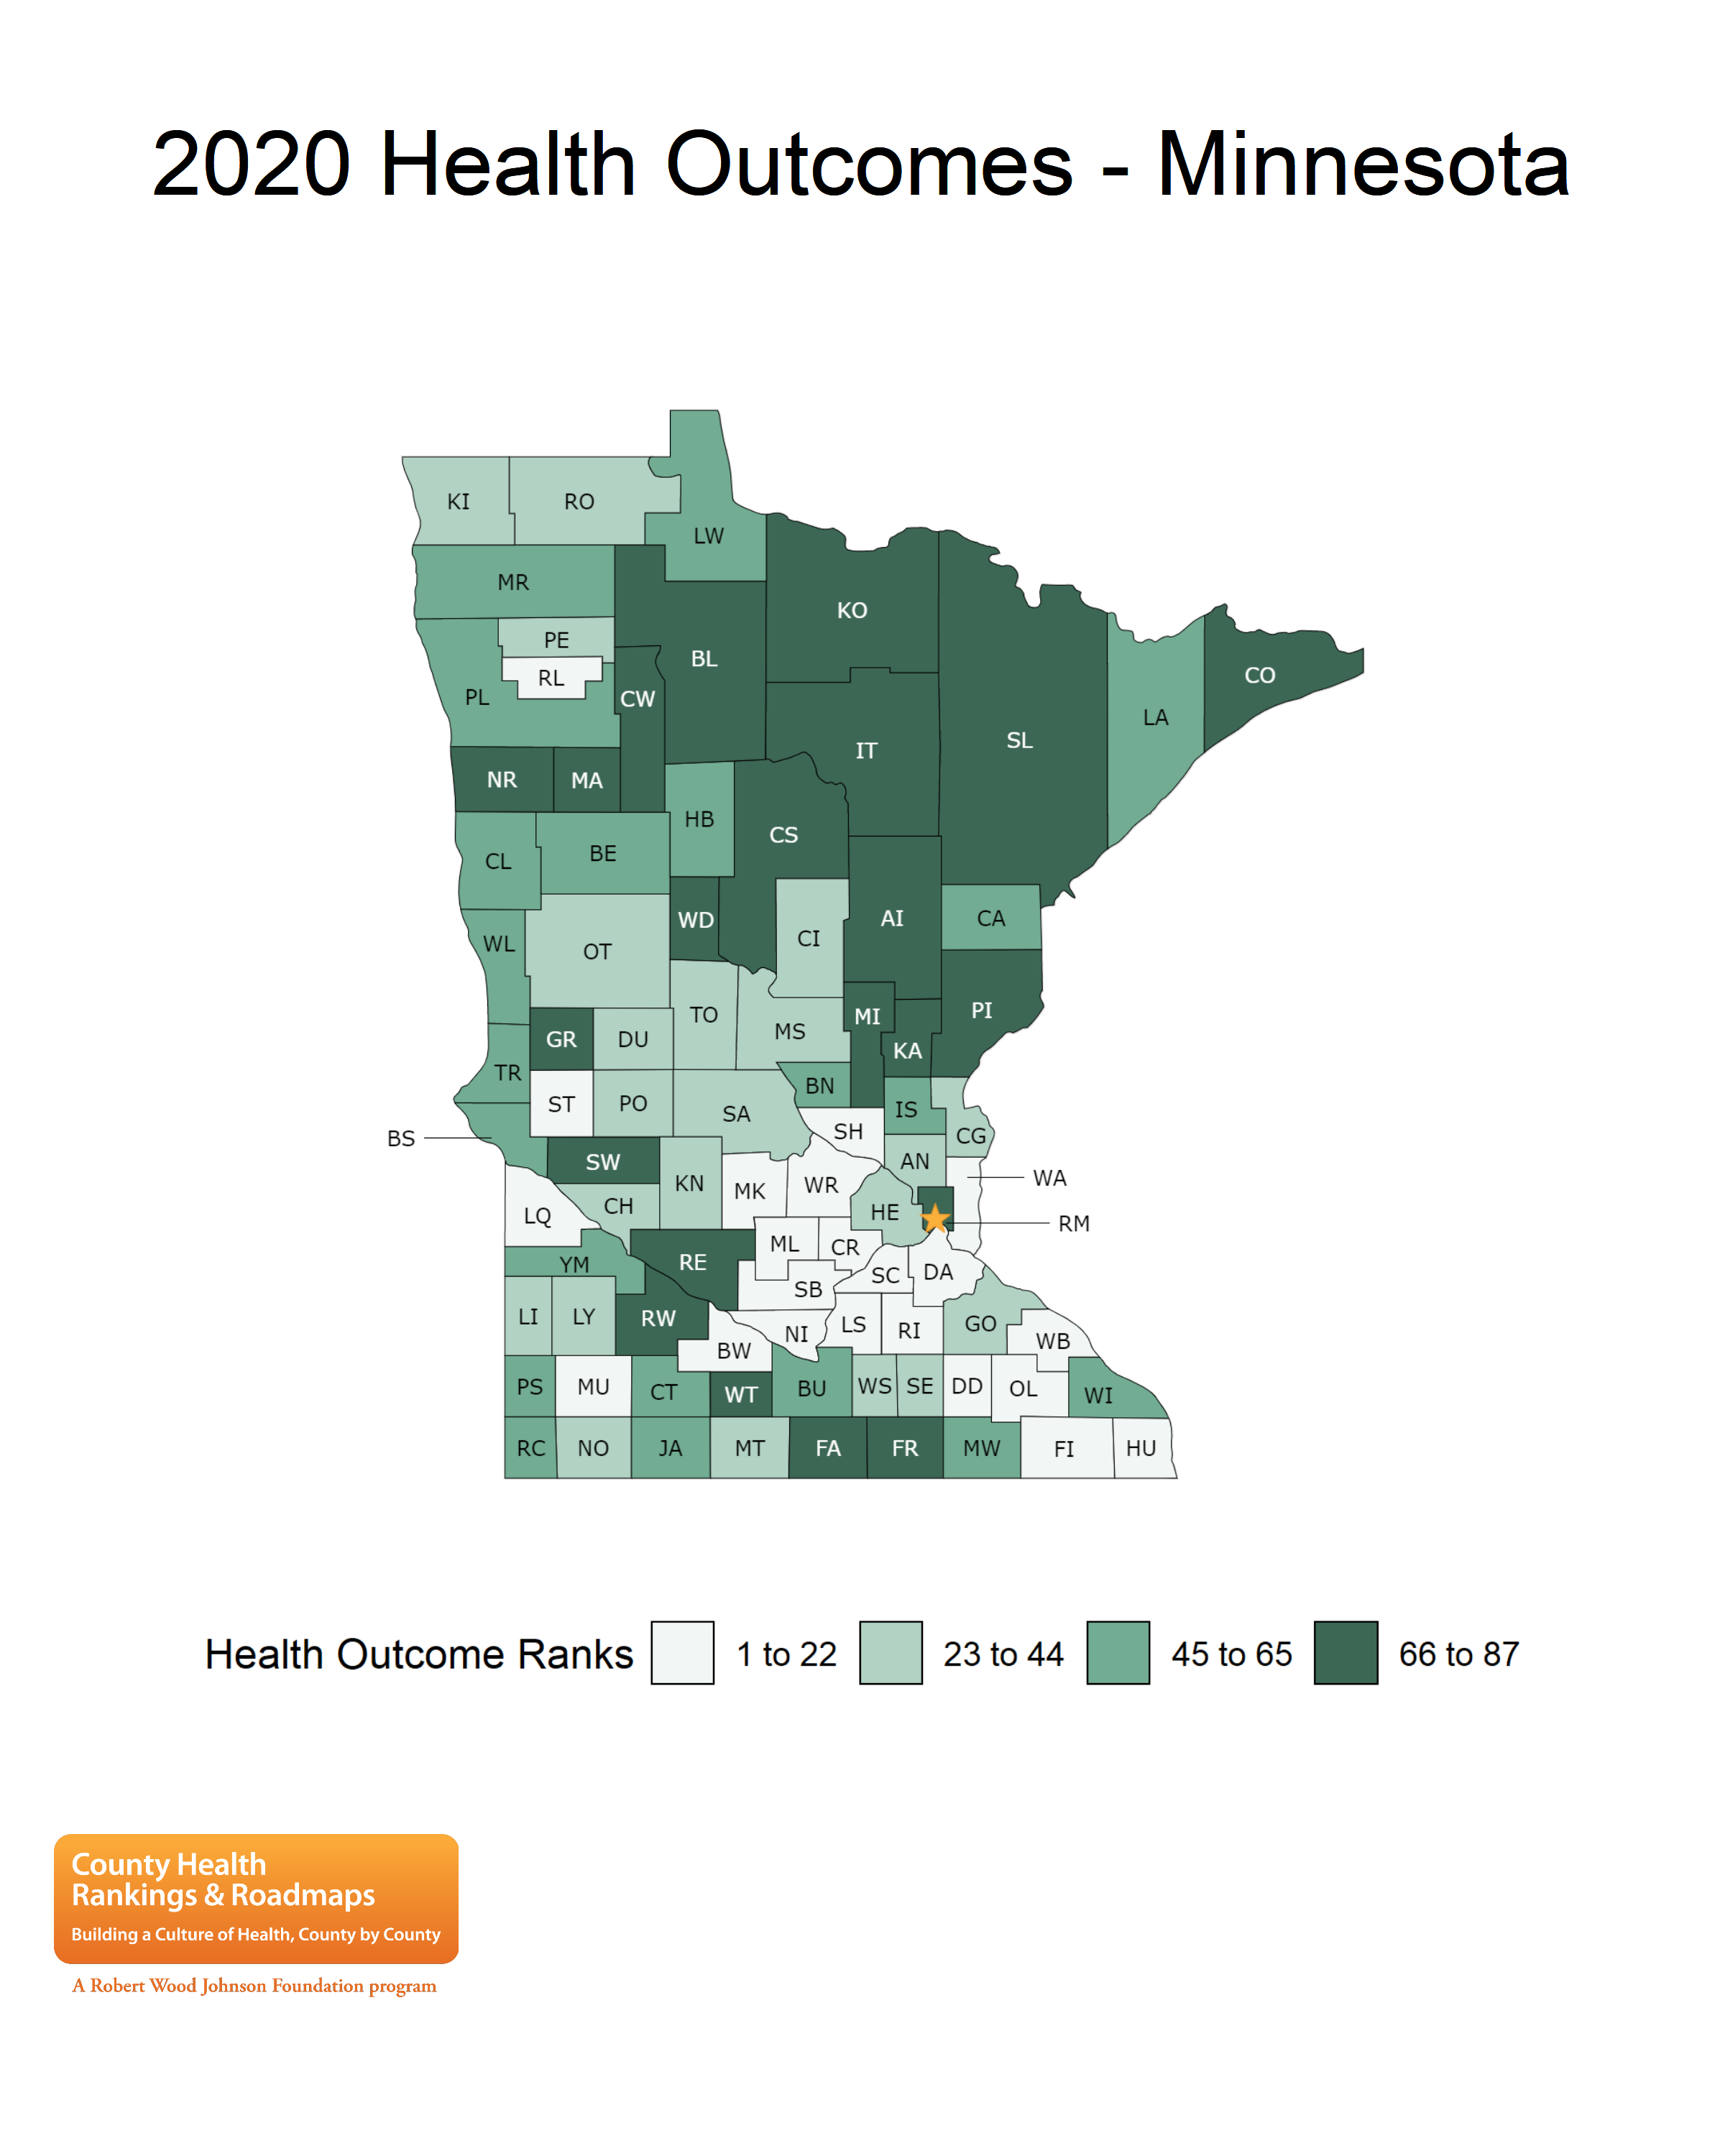 2020 Health Outcomes - Minnesota
KI RO
LW
MR
KO
PE
BL
RL
CO
PL CW
LA
SL
IT
NR MA
HB
CS
BE
CL
WD AI CA
CI
WL
OT
PI
TO MI
MS
GR DU
KA
TR
BN
ST PO IS
SA
SH CG
BS
SW AN
WA
KN WR
MK
CH
HE
LQ
RM
ML CR
RE
YM
SC DA
SB
LI LY RW
LS GO
NI RI
WB
BW
PS MU CT WT BU WS SE DD OL WI
RC NO JA MT FA FR MW FI HU
Health Outcome Ranks 1 to 22 23 to 44 45 to 65 66 to 87
County Health
Rankings & Roadmaps
Building a Culture of Health, County by County
A Robert Wood Johnson Foundation program